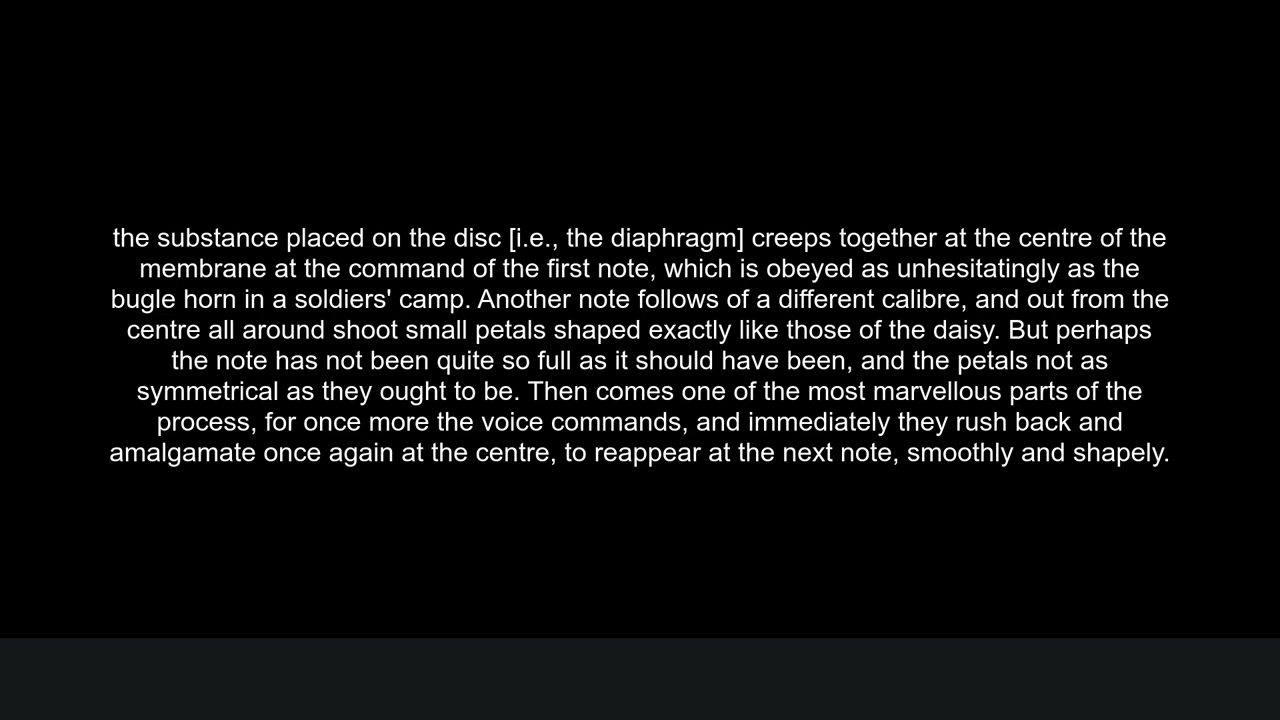 the substance placed on the disc [i.e., the diaphragm] creeps together at the centre of the
membrane at the command of the first note, which is obeyed as unhesitatingly as the
bugle horn in a soldiers' camp. Another note follows of a different calibre, and out from the
centre all around shoot small petals shaped exactly like those of the daisy. But perhaps
the note has not been quite so full as it should have been, and the petals not as
symmetrical as they ought to be. Then comes one of the most marvellous parts of the
process, for once more the voice commands, and immediately they rush back and
amalgamate once again at the centre, to reappear at the next note, smoothly and shapely.